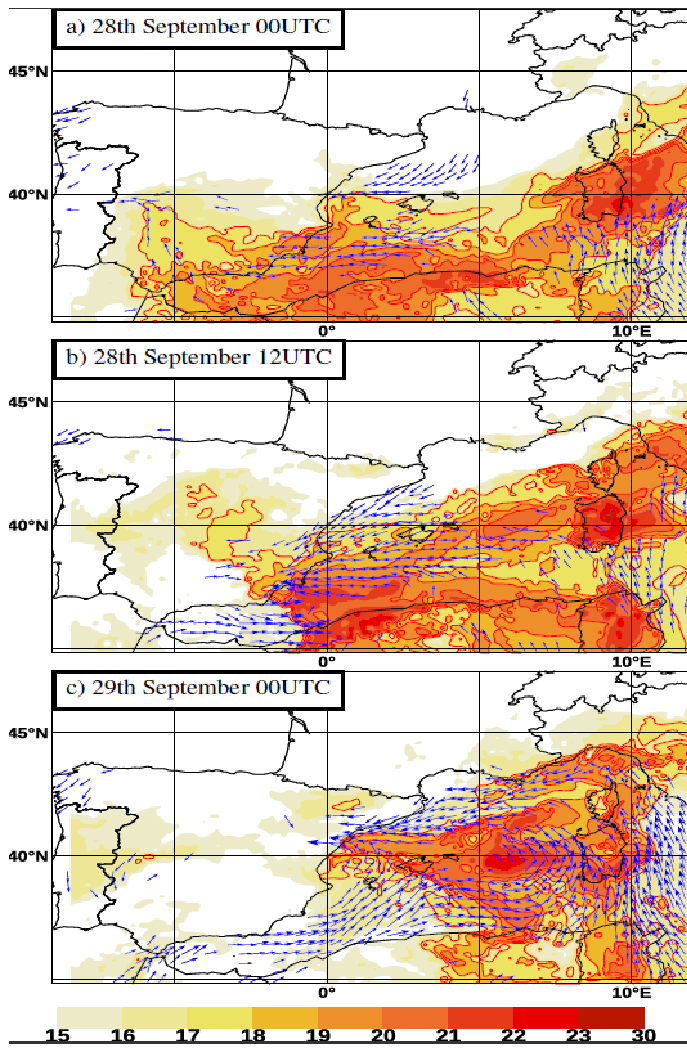 a) 28th September 00UTC
45°N
40°N
0°
10°E
b) 28th September 12UTC
45°N
40°N
0°
10°E
c) 29th September 00UTC
45°N
40°N
0°
10°E
15 16 17 18 19 20 21 22 23 30